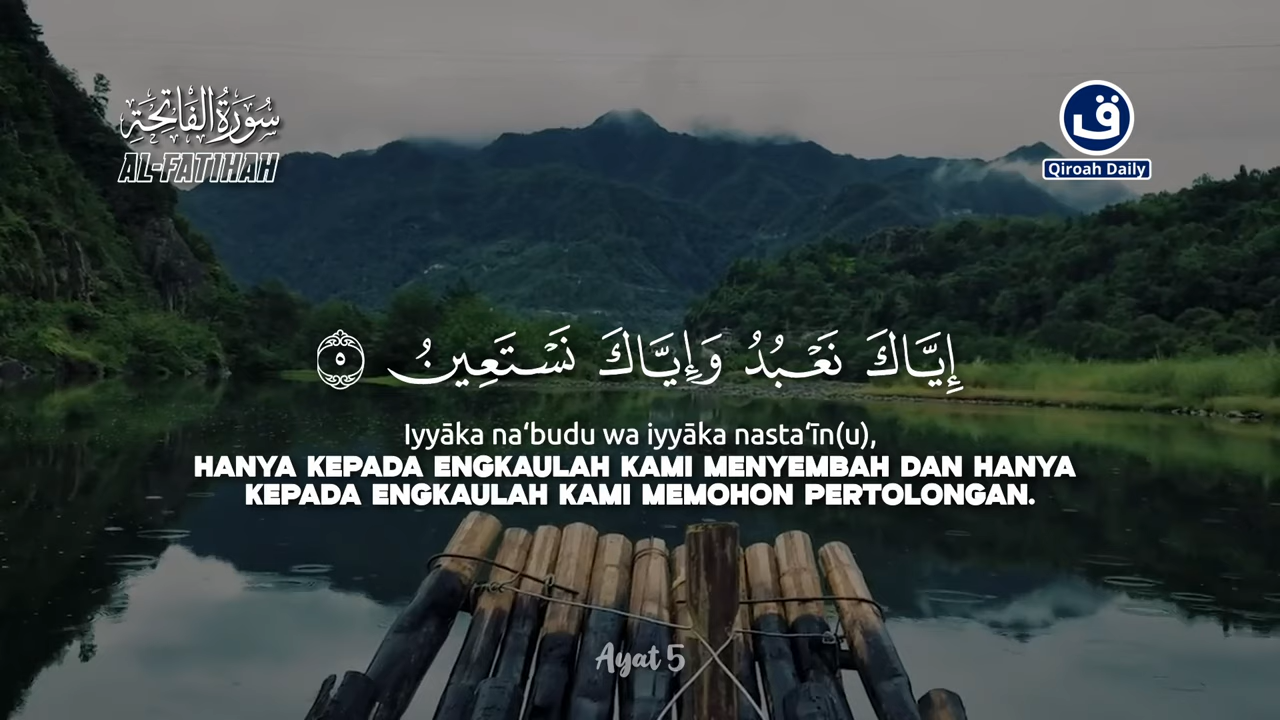 سُورَةُ الْفَاتِحَةِ
AL-FATIHAH
ق
Qiroah Daily
إِيَّاكَ نَعْبُدُ وَإِيَّاكَ نَسْتَعِينُ ٥
Iyyāka na‘budu wa iyyāka nasta‘īn(u),
HANYA KEPADA ENGKAULAH KAMI MENYEMBAH DAN HANYA
KEPADA ENGKAULAH KAMI MEMOHON PERTOLONGAN.
Ayat 5